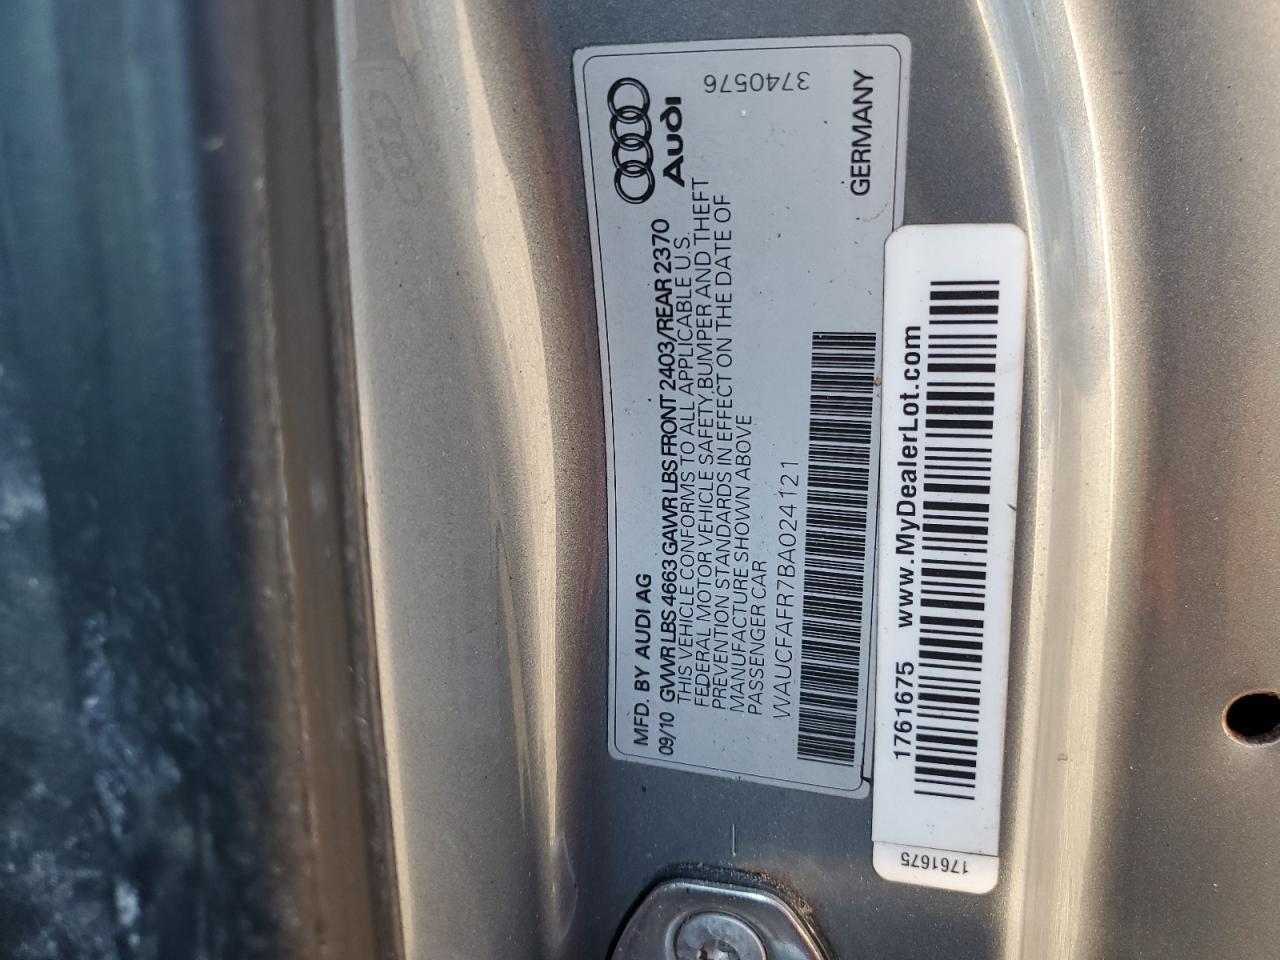 MFD. BY AUDI AG
09/10 GVWR LBS 4663 GAWR LBS FRONT 2403/REAR 2370
THIS VEHICLE CONFORMS TO ALL APPLICABLE U.S.
FEDERAL MOTOR VEHICLE SAFETY, BUMPER AND THEFT
PREVENTION STANDARDS IN EFFECT ON THE DATE OF
MANUFACTURE SHOWN ABOVE
PASSENGER CAR
WAUCFAFR7BA024121
Audi
3740576
GERMANY
1761675 www.MyDealerLot.com
1761675